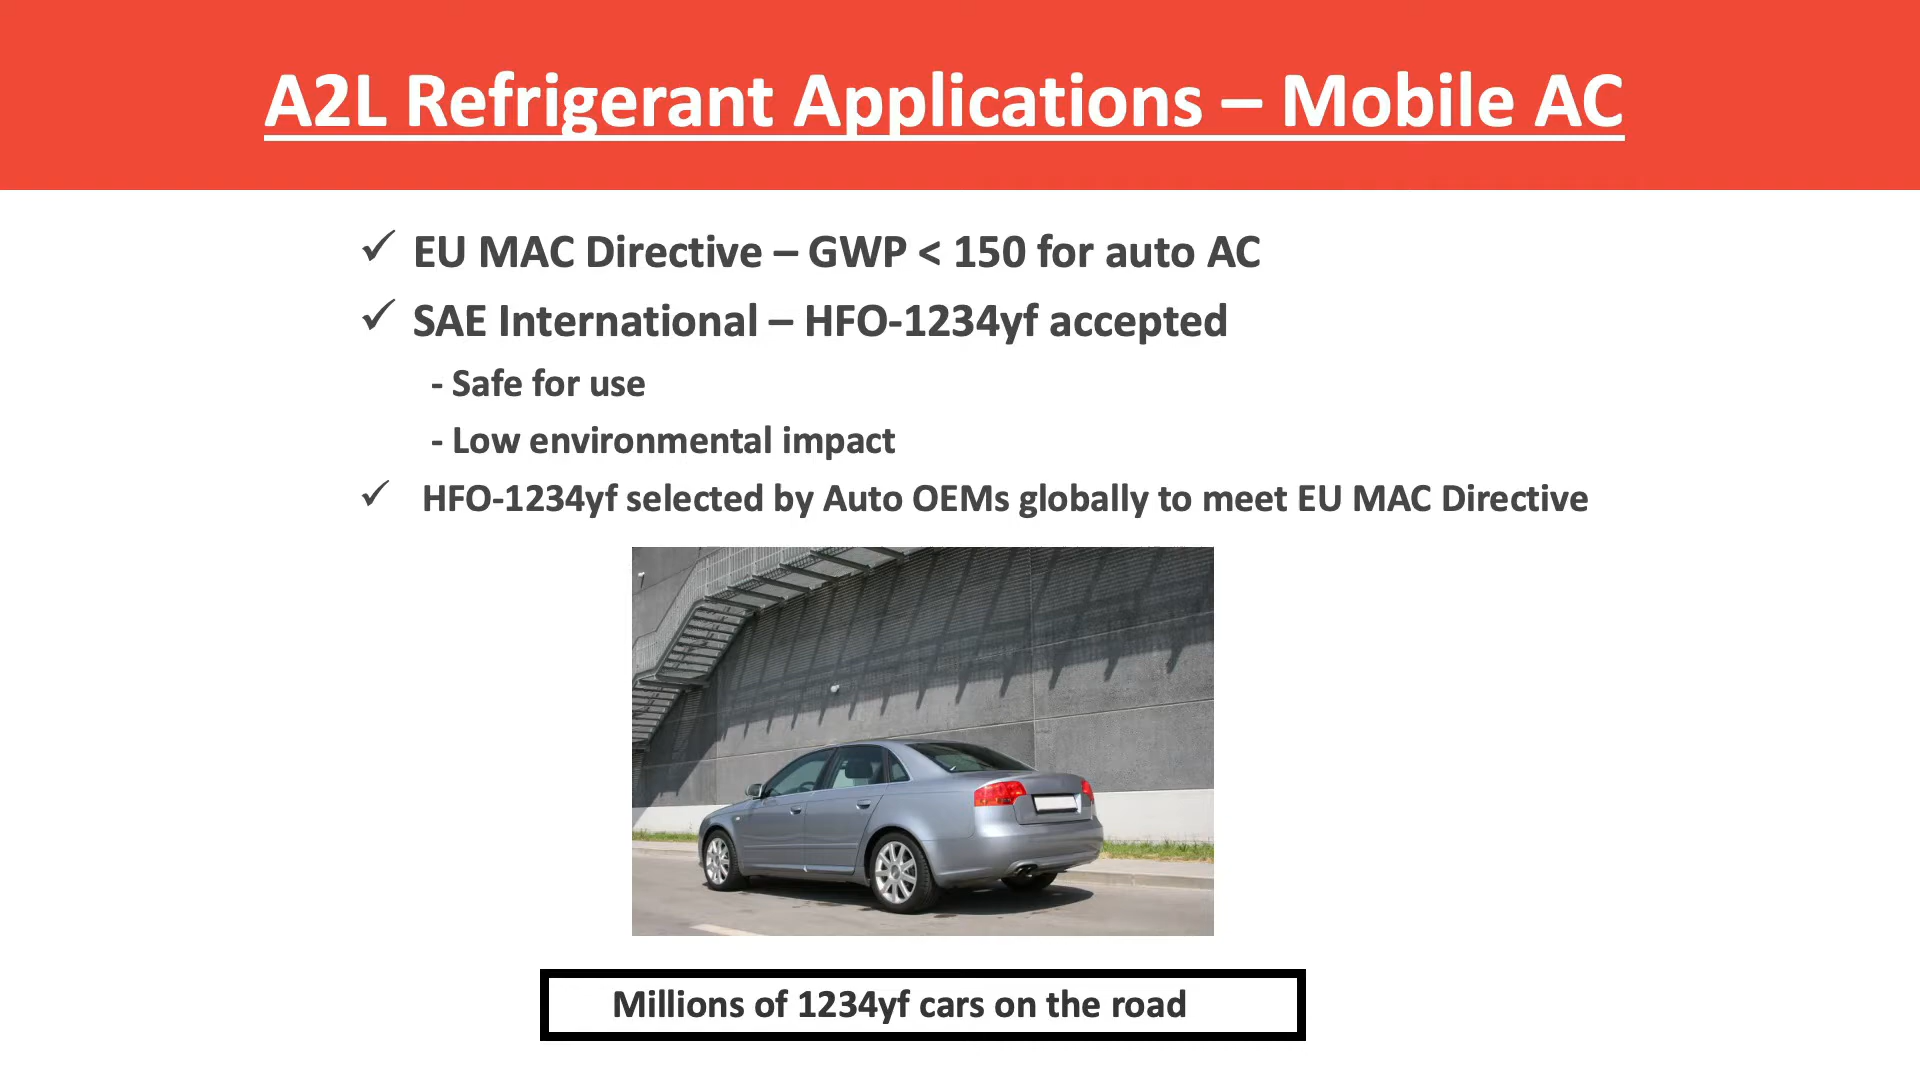 A2L Refrigerant Applications – Mobile AC
✓ EU MAC Directive – GWP < 150 for auto AC
✓ SAE International – HFO-1234yf accepted
- Safe for use
- Low environmental impact
✓ HFO-1234yf selected by Auto OEMs globally to meet EU MAC Directive
Millions of 1234yf cars on the road